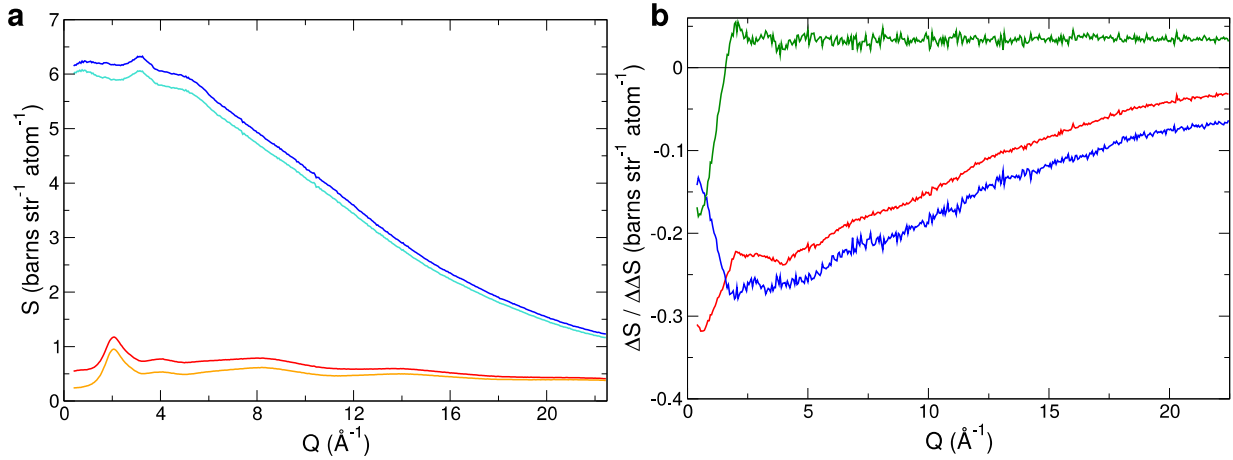 a
7
6
5
4
3
2
1
0
S (barns str⁻¹ atom⁻¹)
0 4 8 12 16 20
Q (Å⁻¹)
b
0
-0.1
-0.2
-0.3
-0.4
ΔS / ΔΔS (barns str⁻¹ atom⁻¹)
0 5 10 15 20
Q (Å⁻¹)